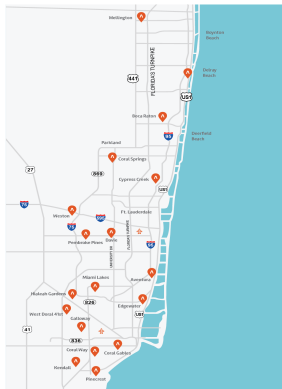 Wellington
Boynton
Beach
441
FLORIDA'S TURNPIKE
Delray
Beach
US1
Boca Raton
95
Deerfield
Beach
Parkland
Coral Springs
27
869
Cypress Creek
US1
75
595
Weston
Ft. Lauderdale
Pembroke Pines
Davie
95
Miami Lakes
Aventura
Hialeah Gardens
826
Edgewater
West Doral 41st
US1
Galloway
41
836
Coral Way
Coral Gables
Kendall
Pinecrest